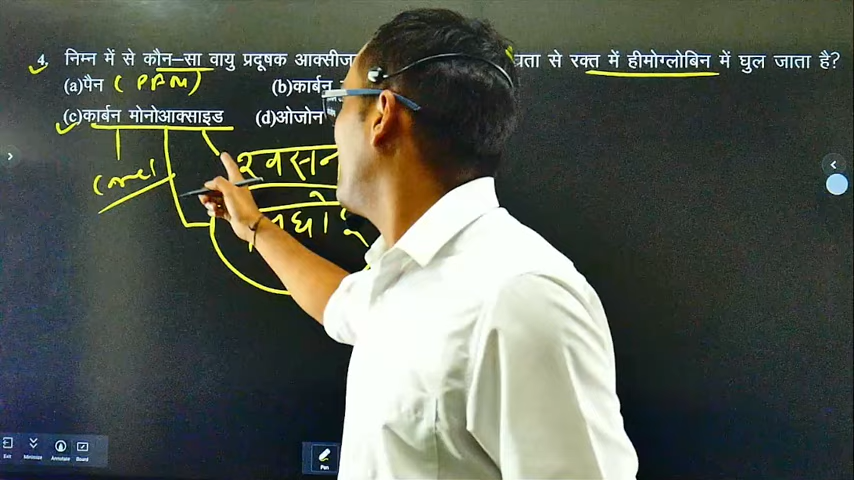 4. निम्न में से कौन-सा वायु प्रदूषक आक्सीज से रक्त में हीमोग्लोबिन में घुल जाता है?
(a)पैन (PAN) (b)कार्बन
(c)कार्बन मोनोआक्साइड (d)ओजोन
श्वसन
Exit Minimize Annotate Board Pen